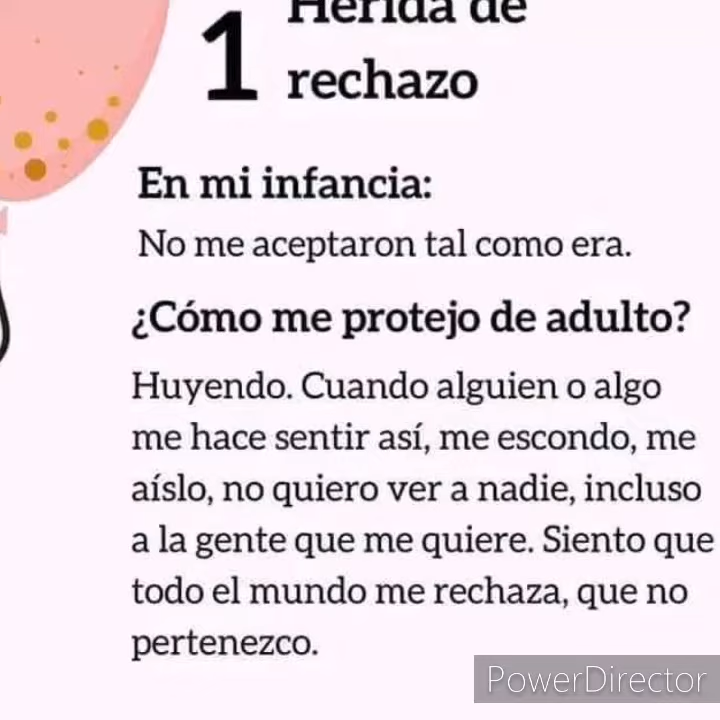 1 Herida de
rechazo
En mi infancia:
No me aceptaron tal como era.
¿Cómo me protejo de adulto?
Huyendo. Cuando alguien o algo
me hace sentir así, me escondo, me
aíslo, no quiero ver a nadie, incluso
a la gente que me quiere. Siento que
todo el mundo me rechaza, que no
pertenezco.
PowerDirector